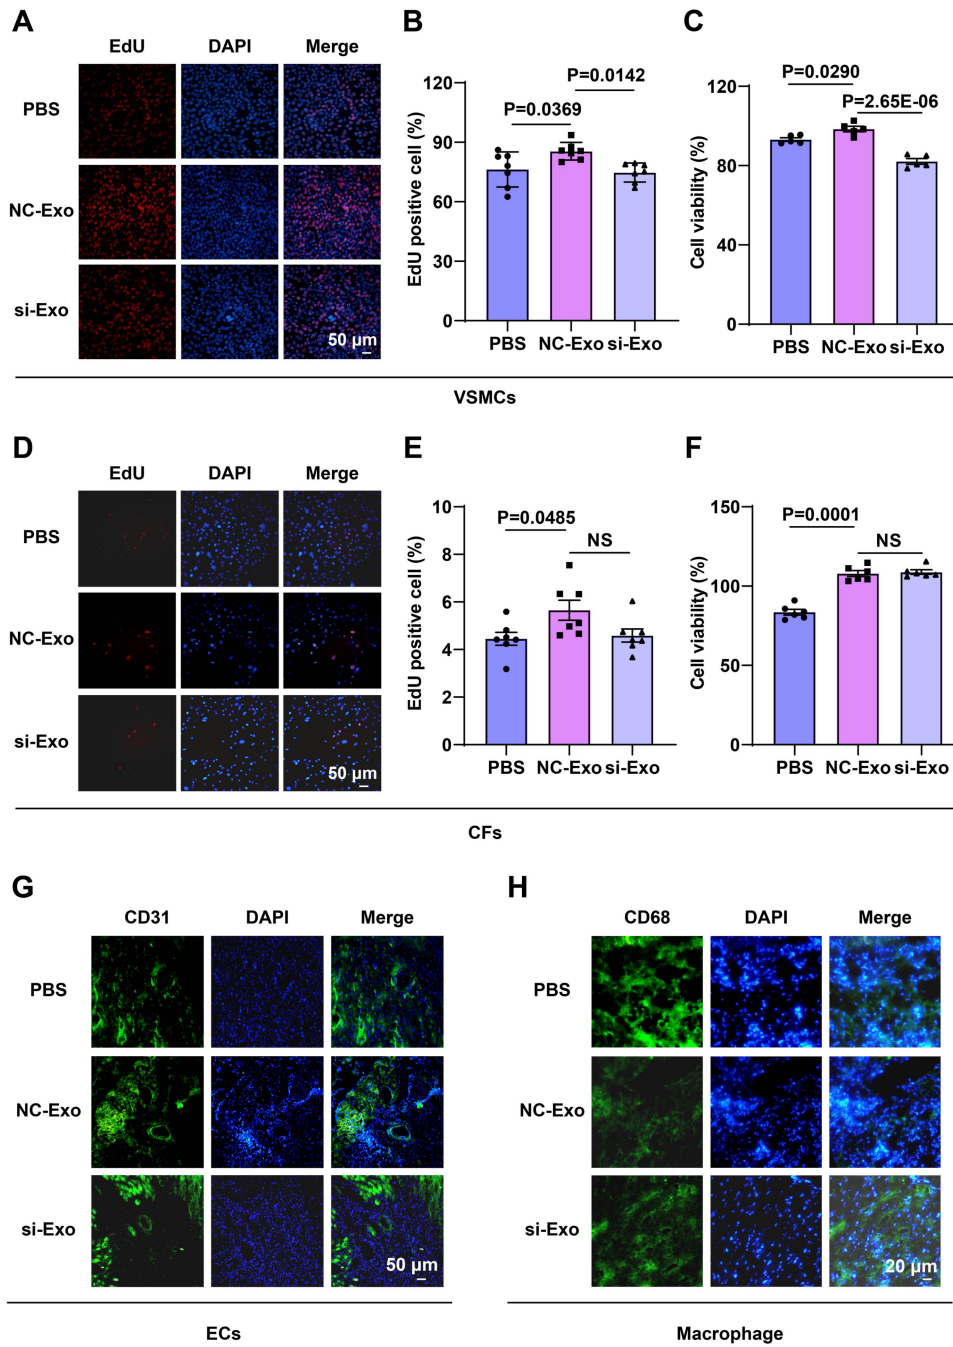 A
EdU DAPI Merge
PBS
NC-Exo
si-Exo
50 μm
B
EdU positive cell (%)
120
90
60
30
0
P=0.0142
P=0.0369
PBS NC-Exo si-Exo
C
Cell viability (%)
120
80
40
0
P=0.0290
P=2.65E-06
PBS NC-Exo si-Exo
VSMCs
D
EdU DAPI Merge
PBS
NC-Exo
si-Exo
50 μm
E
EdU positive cell (%)
10
8
6
4
2
0
P=0.0485
NS
PBS NC-Exo si-Exo
F
Cell viability (%)
150
100
50
0
P=0.0001
NS
PBS NC-Exo si-Exo
CFs
G
CD31 DAPI Merge
PBS
NC-Exo
si-Exo
50 μm
ECs
H
CD68 DAPI Merge
PBS
NC-Exo
si-Exo
20 μm
Macrophage